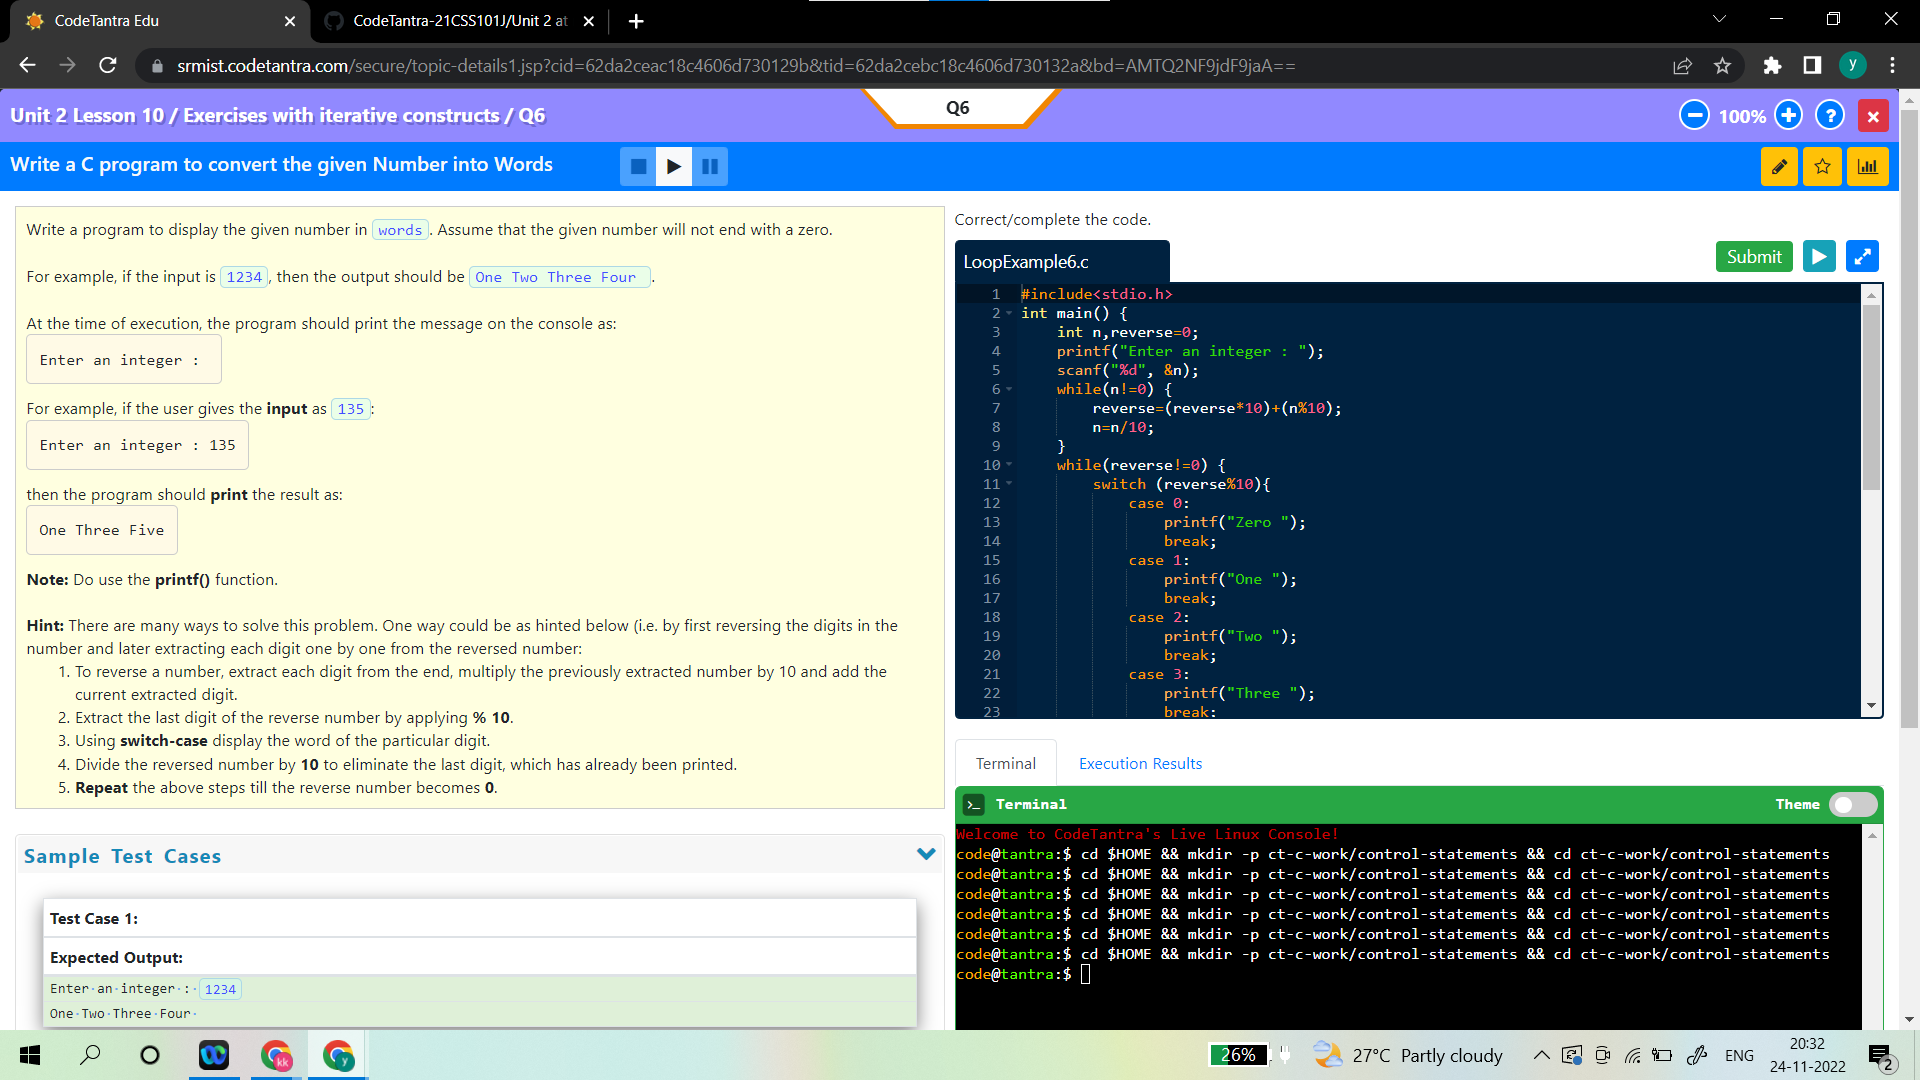 CodeTantra Edu
CodeTantra-21CSS101J/Unit 2 at
srmist.codetantra.com/secure/topic-details1.jsp?cid=62da2ceac18c4606d730129b&tid=62da2cebc18c4606d730132a&bd=AMTQ2NF9jdF9jaA==
y
Unit 2 Lesson 10 / Exercises with iterative constructs / Q6
Q6
100%
?
Write a C program to convert the given Number into Words
Write a program to display the given number in words. Assume that the given number will not end with a zero.
For example, if the input is 1234, then the output should be One Two Three Four .
At the time of execution, the program should print the message on the console as:
Enter an integer :
For example, if the user gives the input as 135:
Enter an integer : 135
then the program should print the result as:
One Three Five
Note: Do use the printf() function.
Hint: There are many ways to solve this problem. One way could be as hinted below (i.e. by first reversing the digits in the
number and later extracting each digit one by one from the reversed number:
1. To reverse a number, extract each digit from the end, multiply the previously extracted number by 10 and add the
current extracted digit.
2. Extract the last digit of the reverse number by applying % 10.
3. Using switch-case display the word of the particular digit.
4. Divide the reversed number by 10 to eliminate the last digit, which has already been printed.
5. Repeat the above steps till the reverse number becomes 0.
Sample Test Cases
Test Case 1:
Expected Output:
Enter·an·integer·:·1234
One·Two·Three·Four·
Correct/complete the code.
LoopExample6.c
Submit
1 #include<stdio.h>
2 int main() {
3 int n,reverse=0;
4 printf("Enter an integer : ");
5 scanf("%d", &n);
6 while(n!=0) {
7 reverse=(reverse*10)+(n%10);
8 n=n/10;
9 }
10 while(reverse!=0) {
11 switch (reverse%10){
12 case 0:
13 printf("Zero ");
14 break;
15 case 1:
16 printf("One ");
17 break;
18 case 2:
19 printf("Two ");
20 break;
21 case 3:
22 printf("Three ");
23 break;
Terminal
Execution Results
Terminal
Theme
Welcome to CodeTantra's Live Linux Console!
code@tantra:$ cd $HOME && mkdir -p ct-c-work/control-statements && cd ct-c-work/control-statements
code@tantra:$ cd $HOME && mkdir -p ct-c-work/control-statements && cd ct-c-work/control-statements
code@tantra:$ cd $HOME && mkdir -p ct-c-work/control-statements && cd ct-c-work/control-statements
code@tantra:$ cd $HOME && mkdir -p ct-c-work/control-statements && cd ct-c-work/control-statements
code@tantra:$ cd $HOME && mkdir -p ct-c-work/control-statements && cd ct-c-work/control-statements
code@tantra:$ cd $HOME && mkdir -p ct-c-work/control-statements && cd ct-c-work/control-statements
code@tantra:$
kk
y
26%
27°C Partly cloudy
ENG
20:32
24-11-2022
2